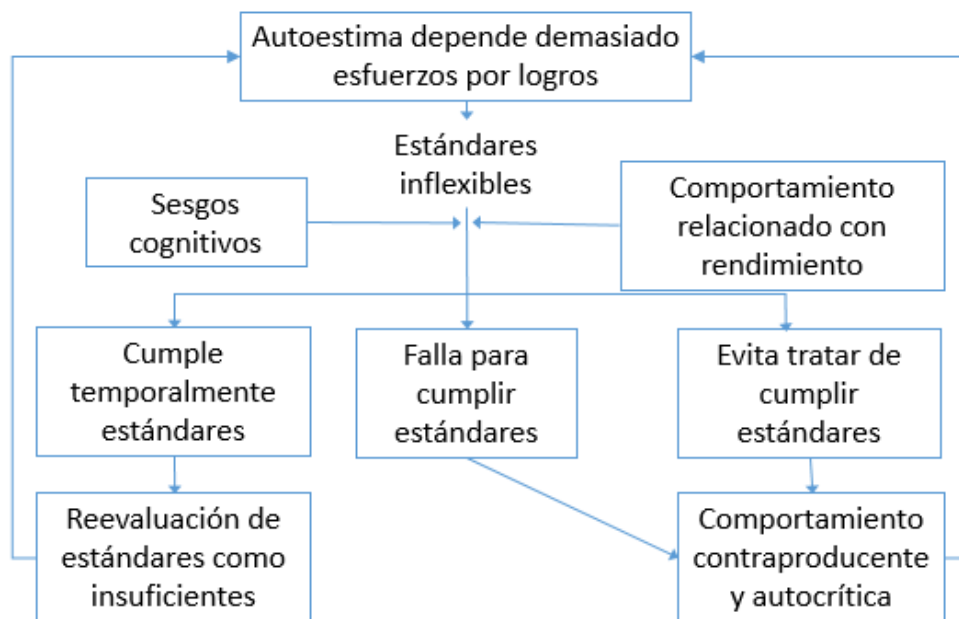 Autoestima depende demasiado
esfuerzos por logros
Estándares
inflexibles
Sesgos
cognitivos
Comportamiento
relacionado con
rendimiento
Cumple
temporalmente
estándares
Falla para
cumplir
estándares
Evita tratar de
cumplir
estándares
Reevaluación de
estándares como
insuficientes
Comportamiento
contraproducente
y autocrítica